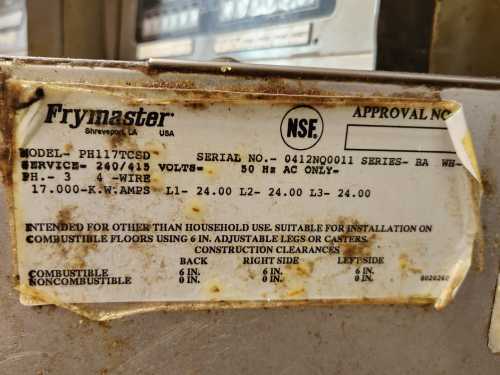 Frymaster
Shreveport, LA USA
NSF
APPROVAL NO
MODEL- PH117TCSD SERIAL NO.- 0412NQ0011 SERIES- BA WH-
SERVICE- 240/415 VOLTS- 50 Hz AC ONLY-
PH.- 3 4 -WIRE
17.000-K.W.AMPS L1- 24.00 L2- 24.00 L3- 24.00
INTENDED FOR OTHER THAN HOUSEHOLD USE. SUITABLE FOR INSTALLATION ON
COMBUSTIBLE FLOORS USING 6 IN. ADJUSTABLE LEGS OR CASTERS.
CONSTRUCTION CLEARANCES
BACK RIGHT SIDE LEFT SIDE
COMBUSTIBLE 6 IN. 6 IN. 6 IN.
NONCOMBUSTIBLE 0 IN. 0 IN. 0 IN.